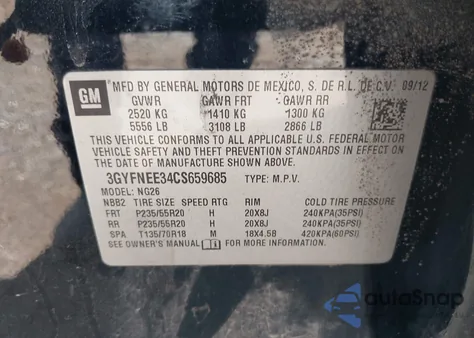 GM
MFD BY GENERAL MOTORS DE MEXICO, S. DE R.L. DE C.V. 09/12
GVWR GAWR FRT GAWR RR
2520 KG 1410 KG 1300 KG
5556 LB 3108 LB 2866 LB
THIS VEHICLE CONFORMS TO ALL APPLICABLE U.S. FEDERAL MOTOR
VEHICLE SAFETY AND THEFT PREVENTION STANDARDS IN EFFECT
ON THE DATE OF MANUFACTURE SHOWN ABOVE.
3GYFNEE34CS659685 TYPE: M.P.V.
MODEL: NG26
NBB2 TIRE SIZE SPEED RTG RIM COLD TIRE PRESSURE
FRT P235/55R20 H 20X8J 240KPA(35PSI)
RR P235/55R20 H 20X8J 240KPA(35PSI)
SPA T135/70R18 M 18X4.5B 420KPA(60PSI)
SEE OWNER'S MANUAL FOR ADDITIONAL INFORMATION.
autoSnap